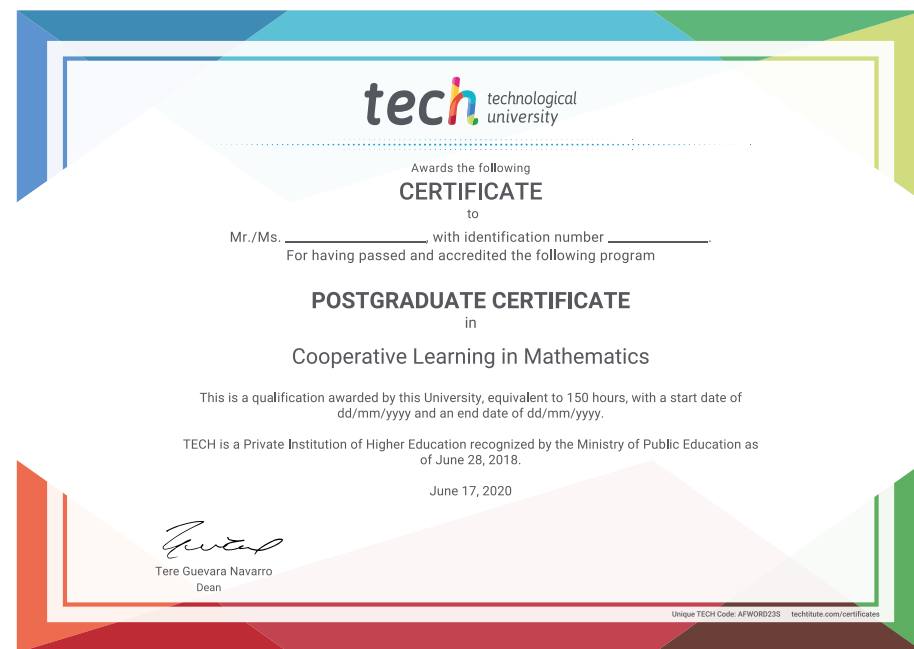 tech technological
university
Awards the following
CERTIFICATE
to
Mr./Ms. ____________, with identification number ____________.
For having passed and accredited the following program
POSTGRADUATE CERTIFICATE
in
Cooperative Learning in Mathematics
This is a qualification awarded by this University, equivalent to 150 hours, with a start date of
dd/mm/yyyy and an end date of dd/mm/yyyy.
TECH is a Private Institution of Higher Education recognized by the Ministry of Public Education as
of June 28, 2018.
June 17, 2020
Tere Guevara Navarro
Dean
Unique TECH Code: AFWORD23S techtitute.com/certificates